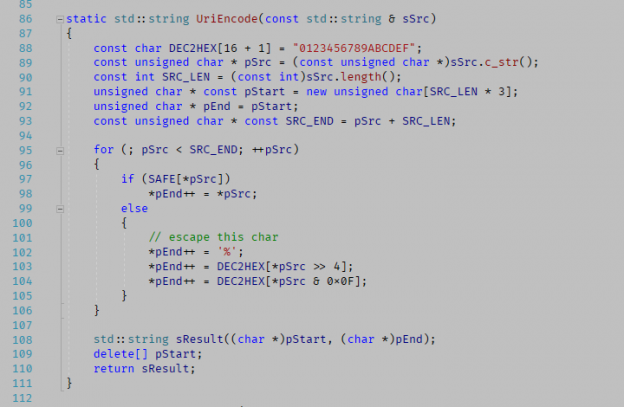 85
86 static std::string UriEncode(const std::string & sSrc)
87 {
88     const char DEC2HEX[16 + 1] = "0123456789ABCDEF";
89     const unsigned char * pSrc = (const unsigned char *)sSrc.c_str();
90     const int SRC_LEN = (const int)sSrc.length();
91     unsigned char * const pStart = new unsigned char[SRC_LEN * 3];
92     unsigned char * pEnd = pStart;
93     const unsigned char * const SRC_END = pSrc + SRC_LEN;
94
95     for (; pSrc < SRC_END; ++pSrc)
96     {
97         if (SAFE[*pSrc])
98             *pEnd++ = *pSrc;
99         else
100         {
101             // escape this char
102             *pEnd++ = '%';
103             *pEnd++ = DEC2HEX[*pSrc >> 4];
104             *pEnd++ = DEC2HEX[*pSrc & 0x0F];
105         }
106     }
107
108     std::string sResult((char *)pStart, (char *)pEnd);
109     delete[] pStart;
110     return sResult;
111 }
112